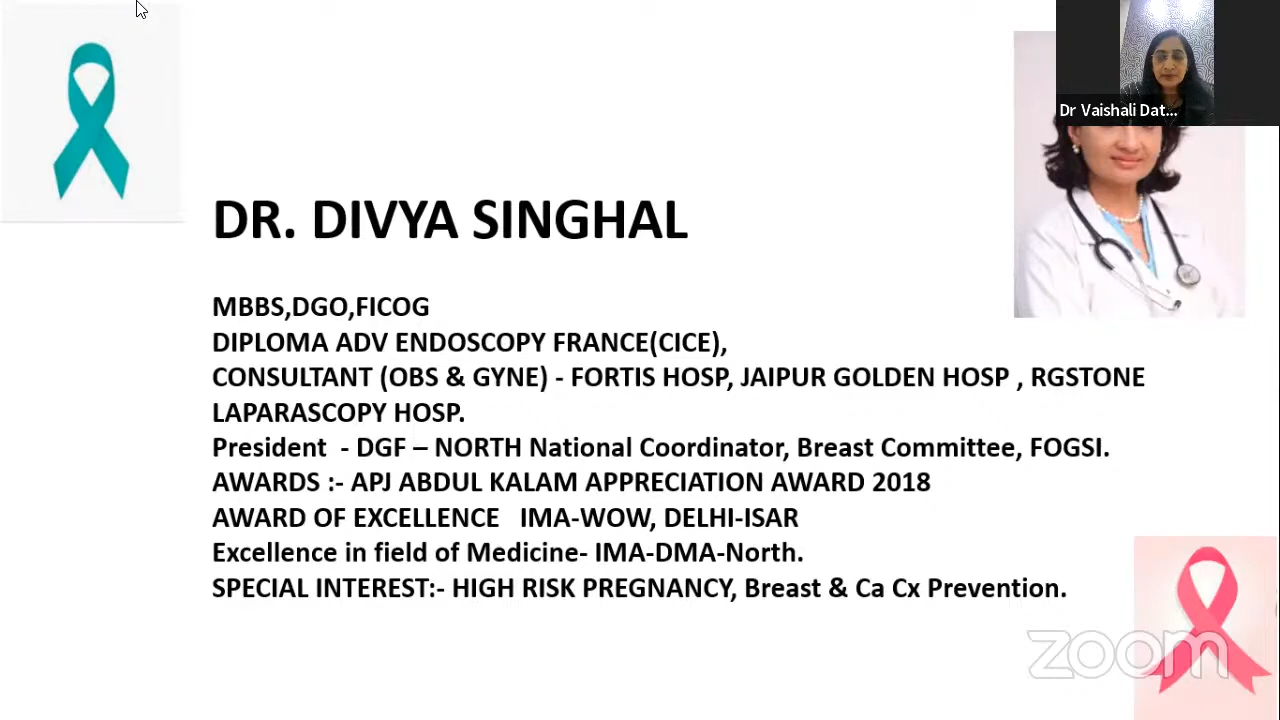 Dr Vaishali Dat...
DR. DIVYA SINGHAL
MBBS,DGO,FICOG
DIPLOMA ADV ENDOSCOPY FRANCE(CICE),
CONSULTANT (OBS & GYNE) - FORTIS HOSP, JAIPUR GOLDEN HOSP , RGSTONE
LAPARASCOPY HOSP.
President - DGF – NORTH National Coordinator, Breast Committee, FOGSI.
AWARDS :- APJ ABDUL KALAM APPRECIATION AWARD 2018
AWARD OF EXCELLENCE IMA-WOW, DELHI-ISAR
Excellence in field of Medicine- IMA-DMA-North.
SPECIAL INTEREST:- HIGH RISK PREGNANCY, Breast & Ca Cx Prevention.
zoom